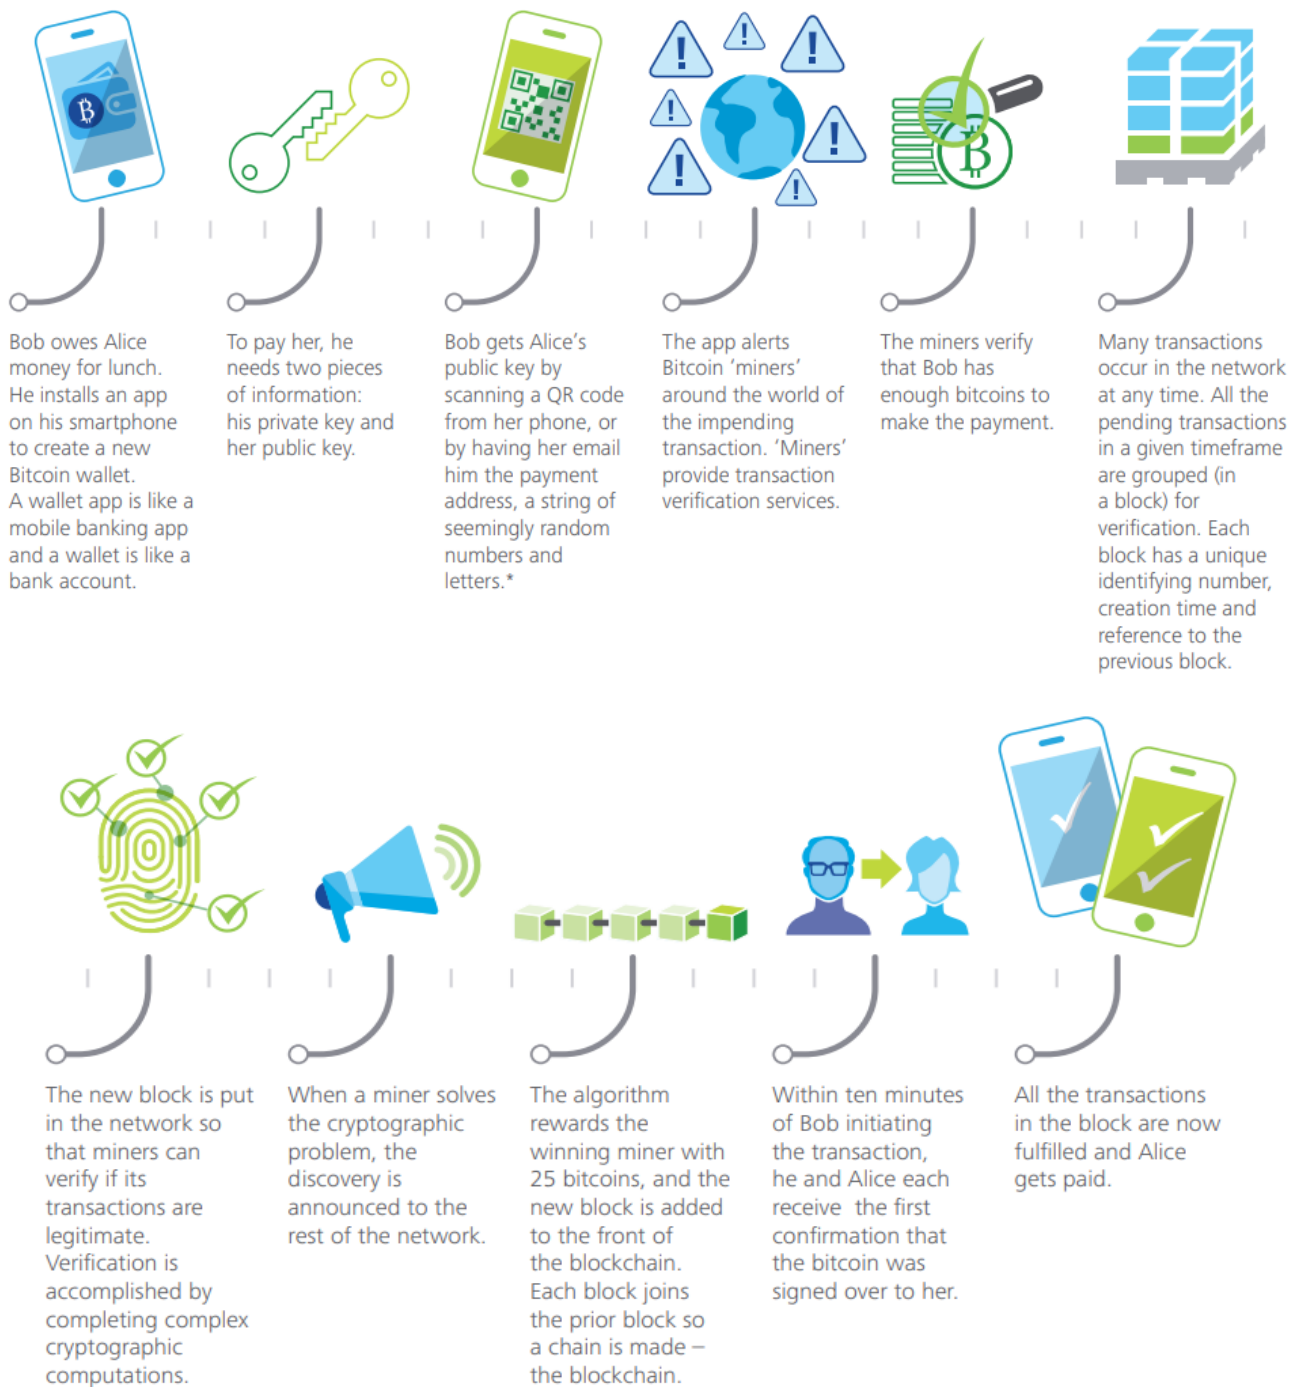 Bob owes Alice
money for lunch.
He installs an app
on his smartphone
to create a new
Bitcoin wallet.
A wallet app is like a
mobile banking app
and a wallet is like a
bank account.
To pay her, he
needs two pieces
of information:
his private key and
her public key.
Bob gets Alice’s
public key by
scanning a QR code
from her phone, or
by having her email
him the payment
address, a string of
seemingly random
numbers and
letters.*
The app alerts
Bitcoin ‘miners’
around the world of
the impending
transaction. ‘Miners’
provide transaction
verification services.
The miners verify
that Bob has
enough bitcoins to
make the payment.
Many transactions
occur in the network
at any time. All the
pending transactions
in a given timeframe
are grouped (in
a block) for
verification. Each
block has a unique
identifying number,
creation time and
reference to the
previous block.
The new block is put
in the network so
that miners can
verify if its
transactions are
legitimate.
Verification is
accomplished by
completing complex
cryptographic
computations.
When a miner solves
the cryptographic
problem, the
discovery is
announced to the
rest of the network.
The algorithm
rewards the
winning miner with
25 bitcoins, and the
new block is added
to the front of
the blockchain.
Each block joins
the prior block so
a chain is made –
the blockchain.
Within ten minutes
of Bob initiating
the transaction,
he and Alice each
receive the first
confirmation that
the bitcoin was
signed over to her.
All the transactions
in the block are now
fulfilled and Alice
gets paid.